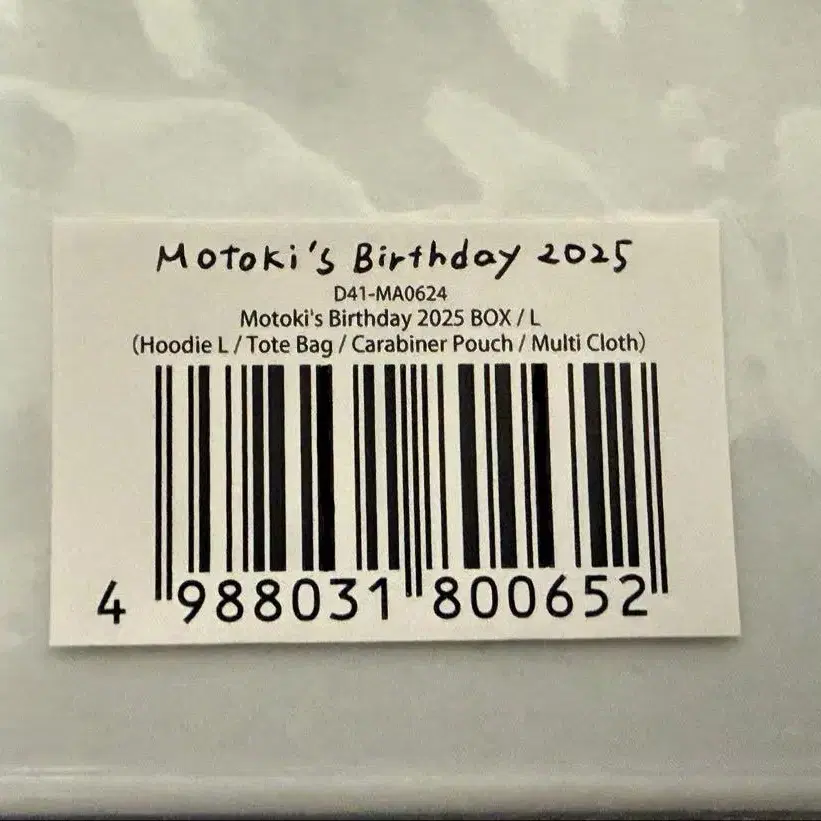 Motoki's Birthday 2025
D41-MA0624
Motoki's Birthday 2025 BOX / L
(Hoodie L / Tote Bag / Carabiner Pouch / Multi Cloth)
4 988031 800652